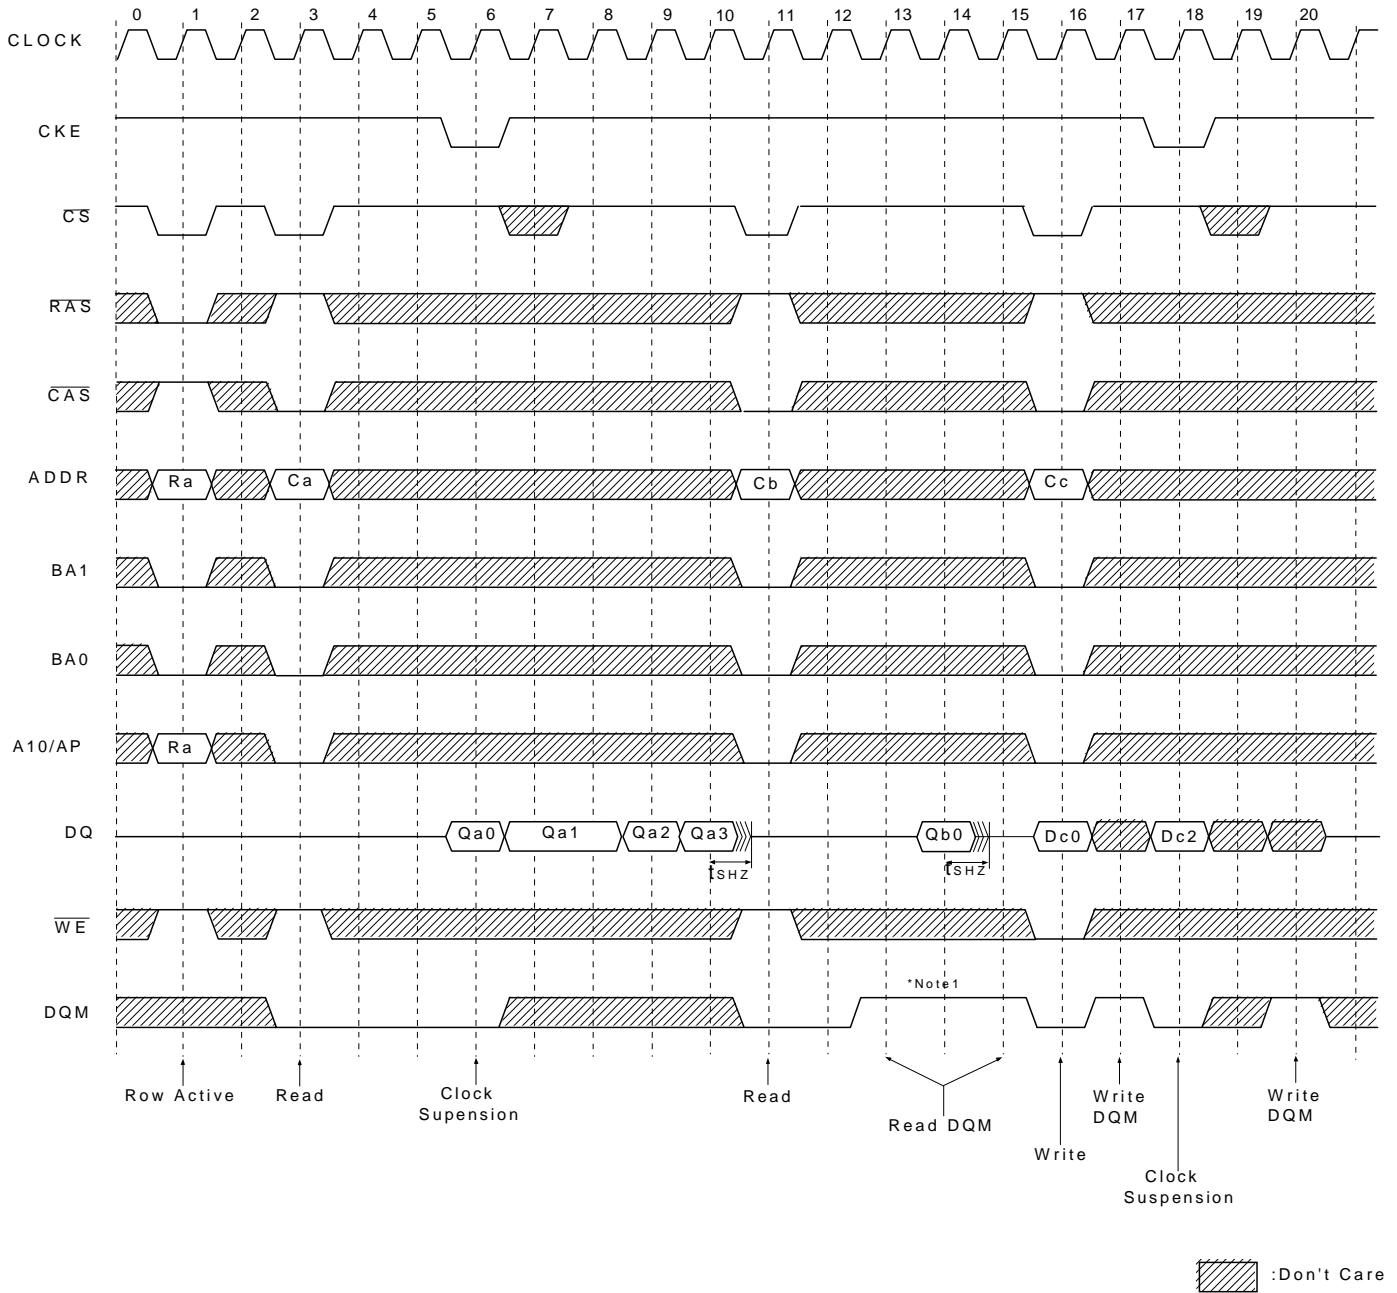 0 1 2 3 4 5 6 7 8 9 10 11 12 13 14 15 16 17 18 19 20
CLOCK
CKE
CS
RAS
CAS
ADDR Ra Ca Cb Cc
BA1
BA0
A10/AP Ra
DQ Qa0 Qa1 Qa2 Qa3 Qb0 Dc0 Dc2
tSHZ tSHZ
WE
*Note1
DQM
Row Active Read Clock Supension Read Read DQM Write Write DQM Clock Suspension Write DQM
:Don't Care